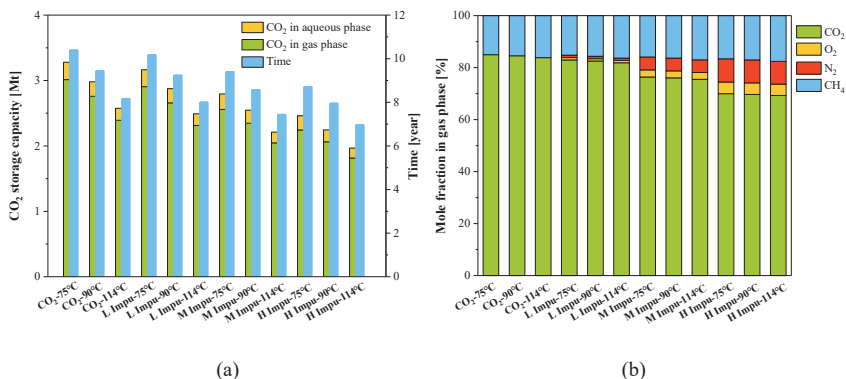 CO₂ storage capacity [Mt]
4
3
2
1
0
CO₂ in aqueous phase
CO₂ in gas phase
Time
12
10
8
6
4
2
0
Time [year]
CO₂-75°C
CO₂-90°C
CO₂-114°C
L Impu-75°C
L Impu-90°C
L Impu-114°C
M Impu-75°C
M Impu-90°C
M Impu-114°C
H Impu-75°C
H Impu-90°C
H Impu-114°C
(a)
Mole fraction in gas phase [%]
100
80
60
40
20
0
CO₂
O₂
N₂
CH₄
CO₂-75°C
CO₂-90°C
CO₂-114°C
L Impu-75°C
L Impu-90°C
L Impu-114°C
M Impu-75°C
M Impu-90°C
M Impu-114°C
H Impu-75°C
H Impu-90°C
H Impu-114°C
(b)